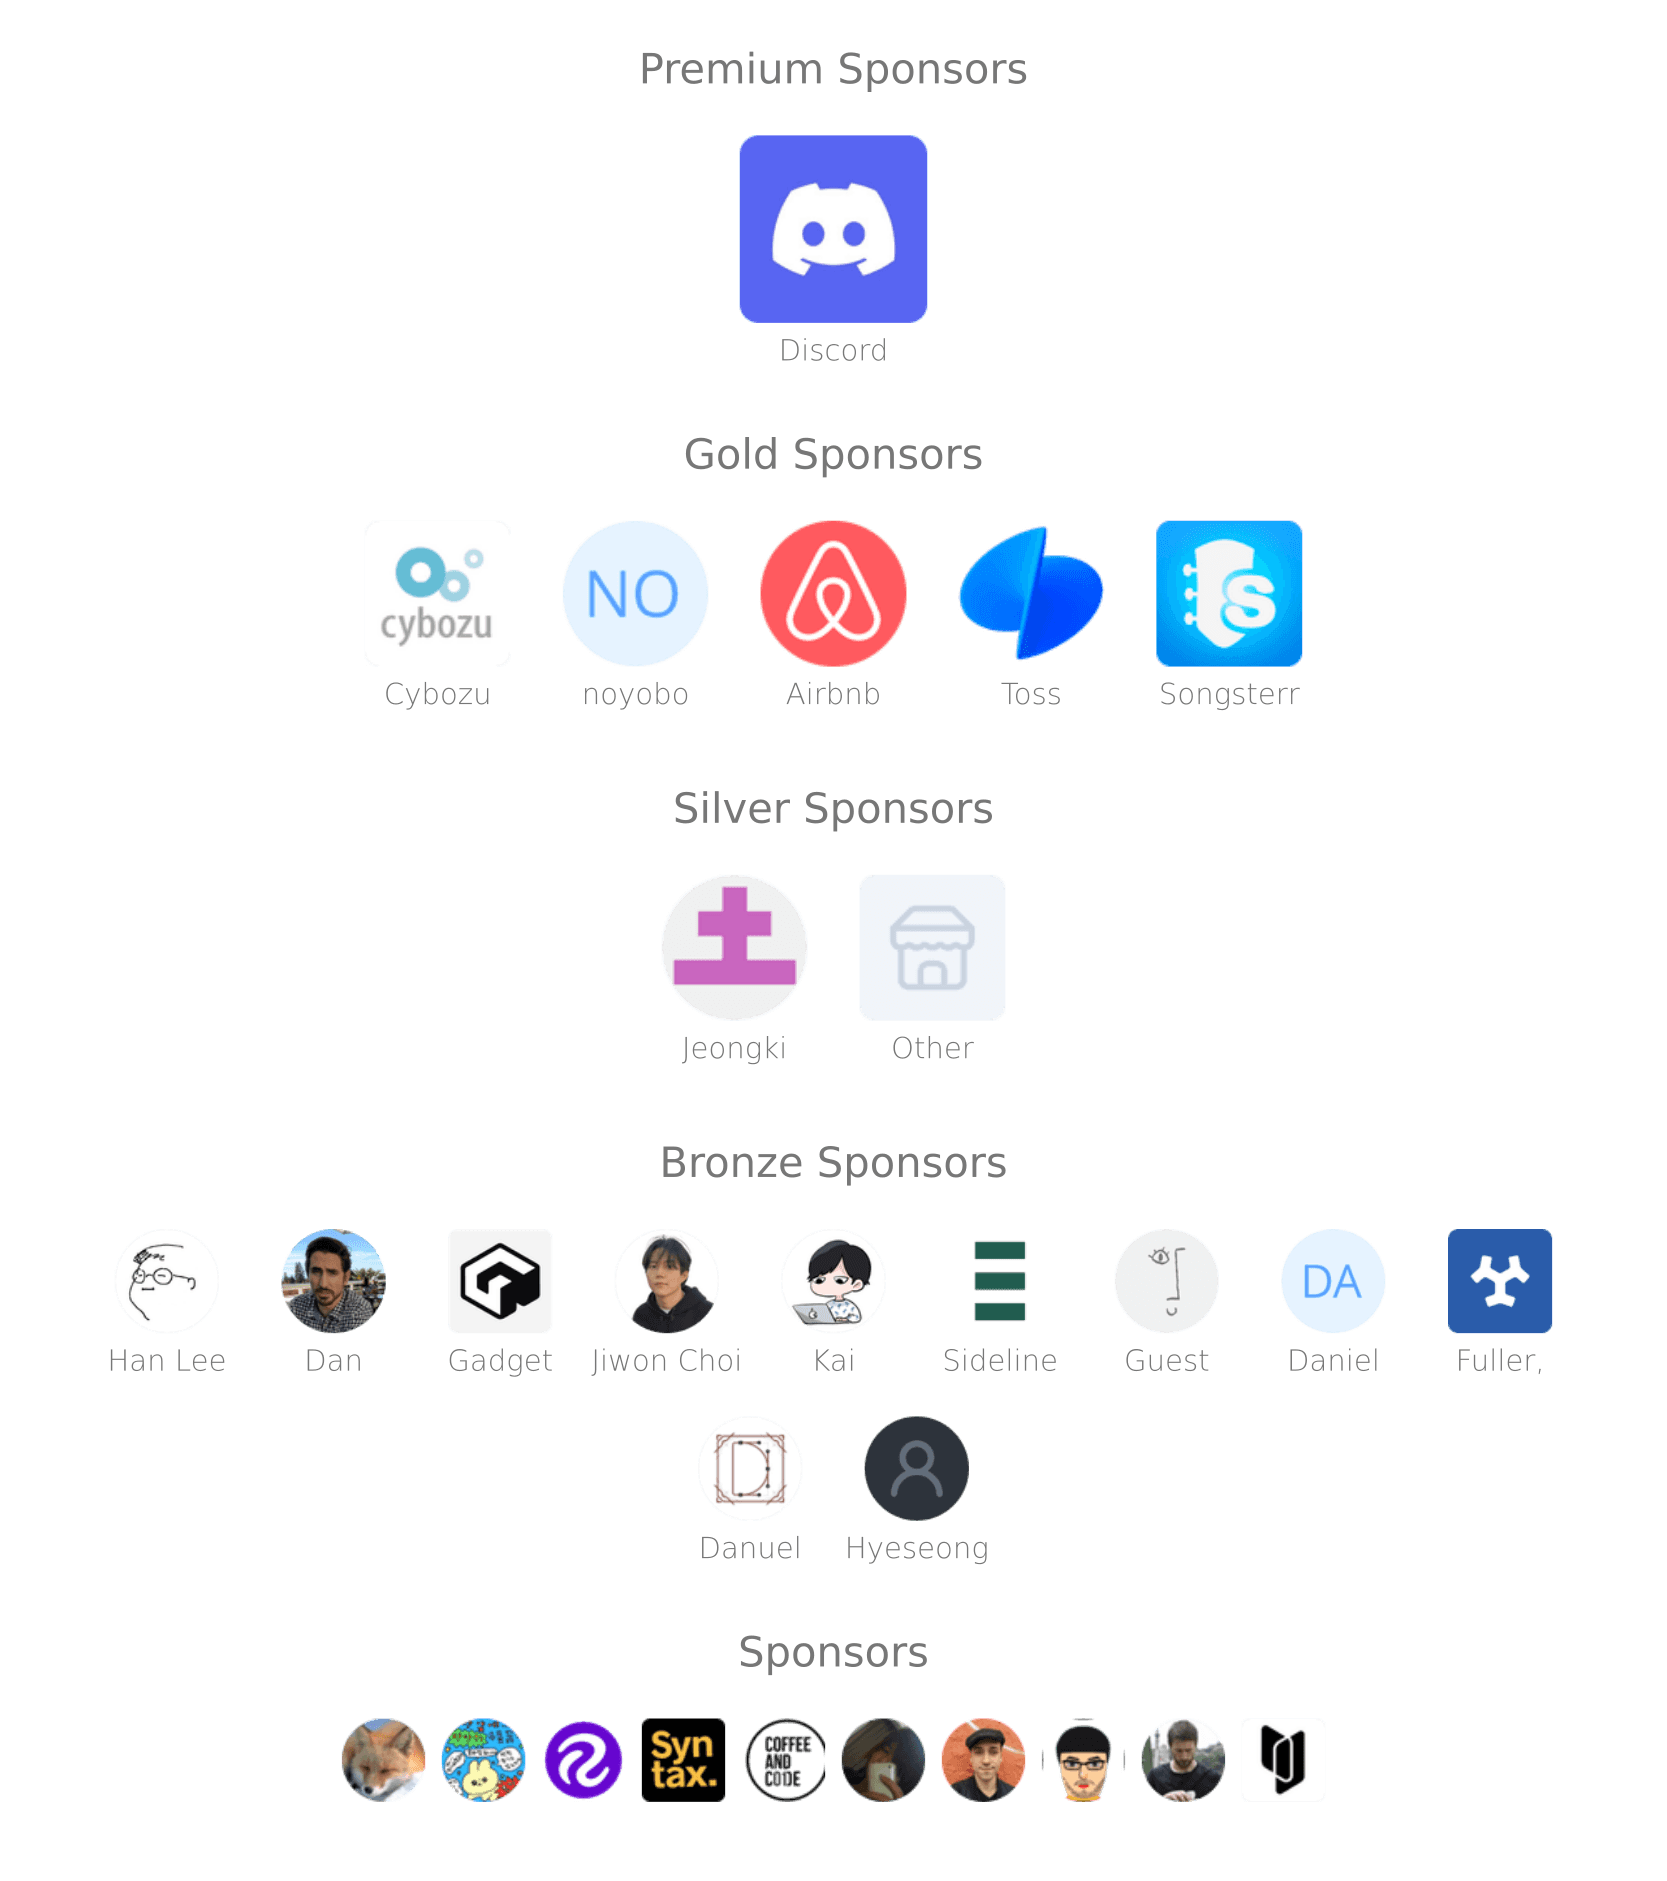 Premium Sponsors
Discord
Gold Sponsors
cybozu
NO
S
Cybozu
noyobo
Airbnb
Toss
Songsterr
Silver Sponsors
Jeongki
Other
Bronze Sponsors
DA
Han Lee
Dan
Gadget
Jiwon Choi
Kai
Sideline
Guest
Daniel
Fuller,
D
Danuel
Hyeseong
Sponsors
Syn
tax.
COFFEE
AND
CODE